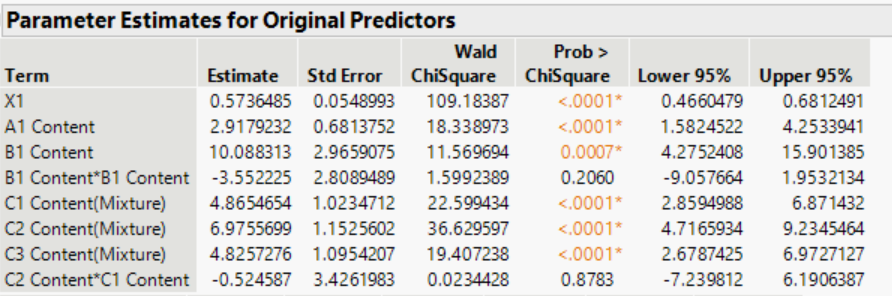 Parameter Estimates for Original Predictors
Wald Prob >
Term Estimate Std Error ChiSquare ChiSquare Lower 95% Upper 95%
X1 0.5736485 0.0548993 109.18387 <.0001* 0.4660479 0.6812491
A1 Content 2.9179232 0.6813752 18.338973 <.0001* 1.5824522 4.2533941
B1 Content 10.088313 2.9659075 11.569694 0.0007* 4.2752408 15.901385
B1 Content*B1 Content -3.552225 2.8089489 1.5992389 0.2060 -9.057664 1.9532134
C1 Content(Mixture) 4.8654654 1.0234712 22.599434 <.0001* 2.8594988 6.871432
C2 Content(Mixture) 6.9755699 1.1525602 36.629597 <.0001* 4.7165934 9.2345464
C3 Content(Mixture) 4.8257276 1.0954207 19.407238 <.0001* 2.6787425 6.9727127
C2 Content*C1 Content -0.524587 3.4261983 0.0234428 0.8783 -7.239812 6.1906387